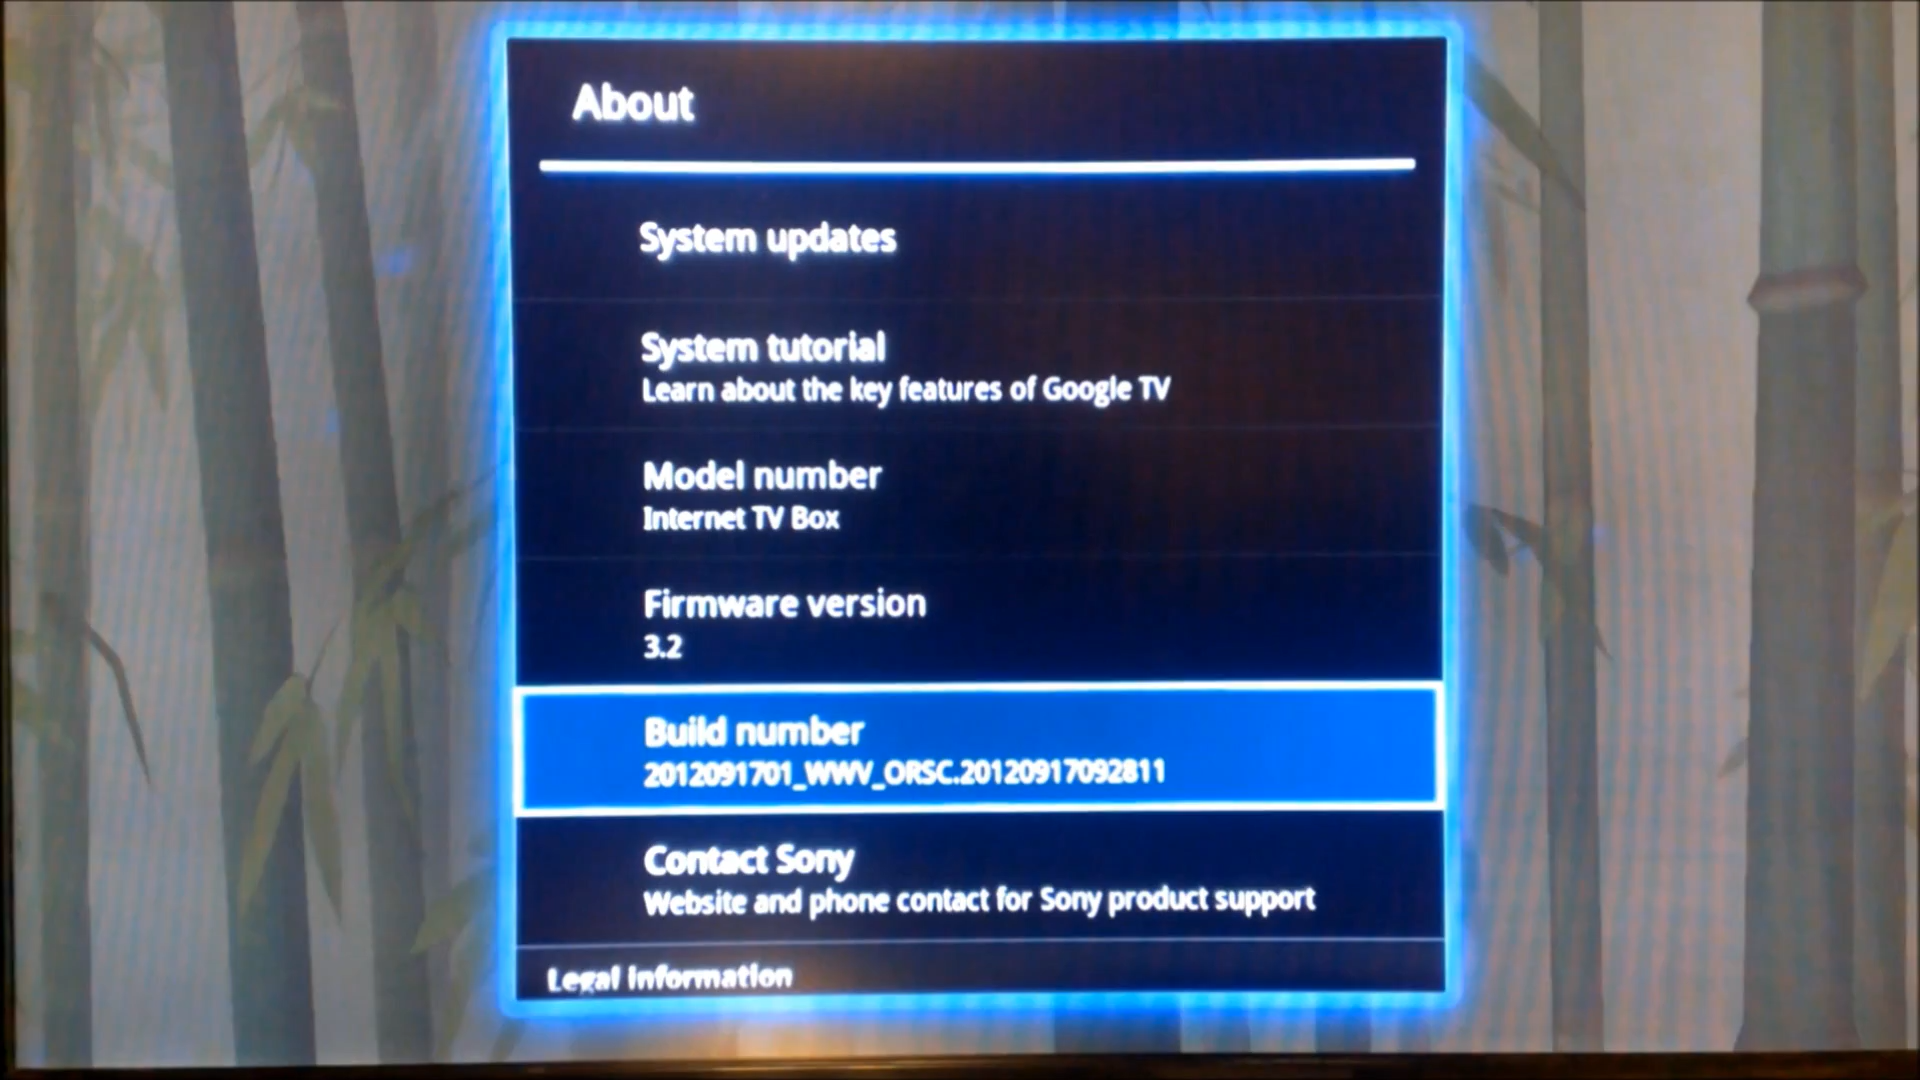 About
System updates
System tutorial
Learn about the key features of Google TV
Model number
Internet TV Box
Firmware version
3.2
Build number
2012091701_WWV_ORSC.20120917092811
Contact Sony
Website and phone contact for Sony product support
Legal information